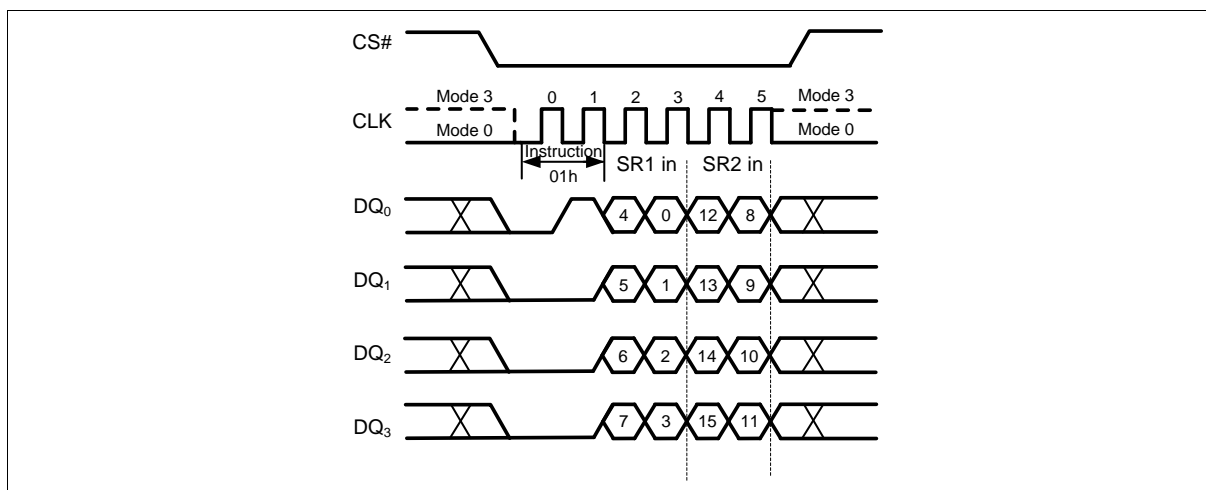 CS#
Mode 3 0 1 2 3 4 5 Mode 3
CLK
Mode 0 Mode 0
Instruction
01h SR1 in SR2 in
DQ₀ 4 0 12 8
DQ₁ 5 1 13 9
DQ₂ 6 2 14 10
DQ₃ 7 3 15 11